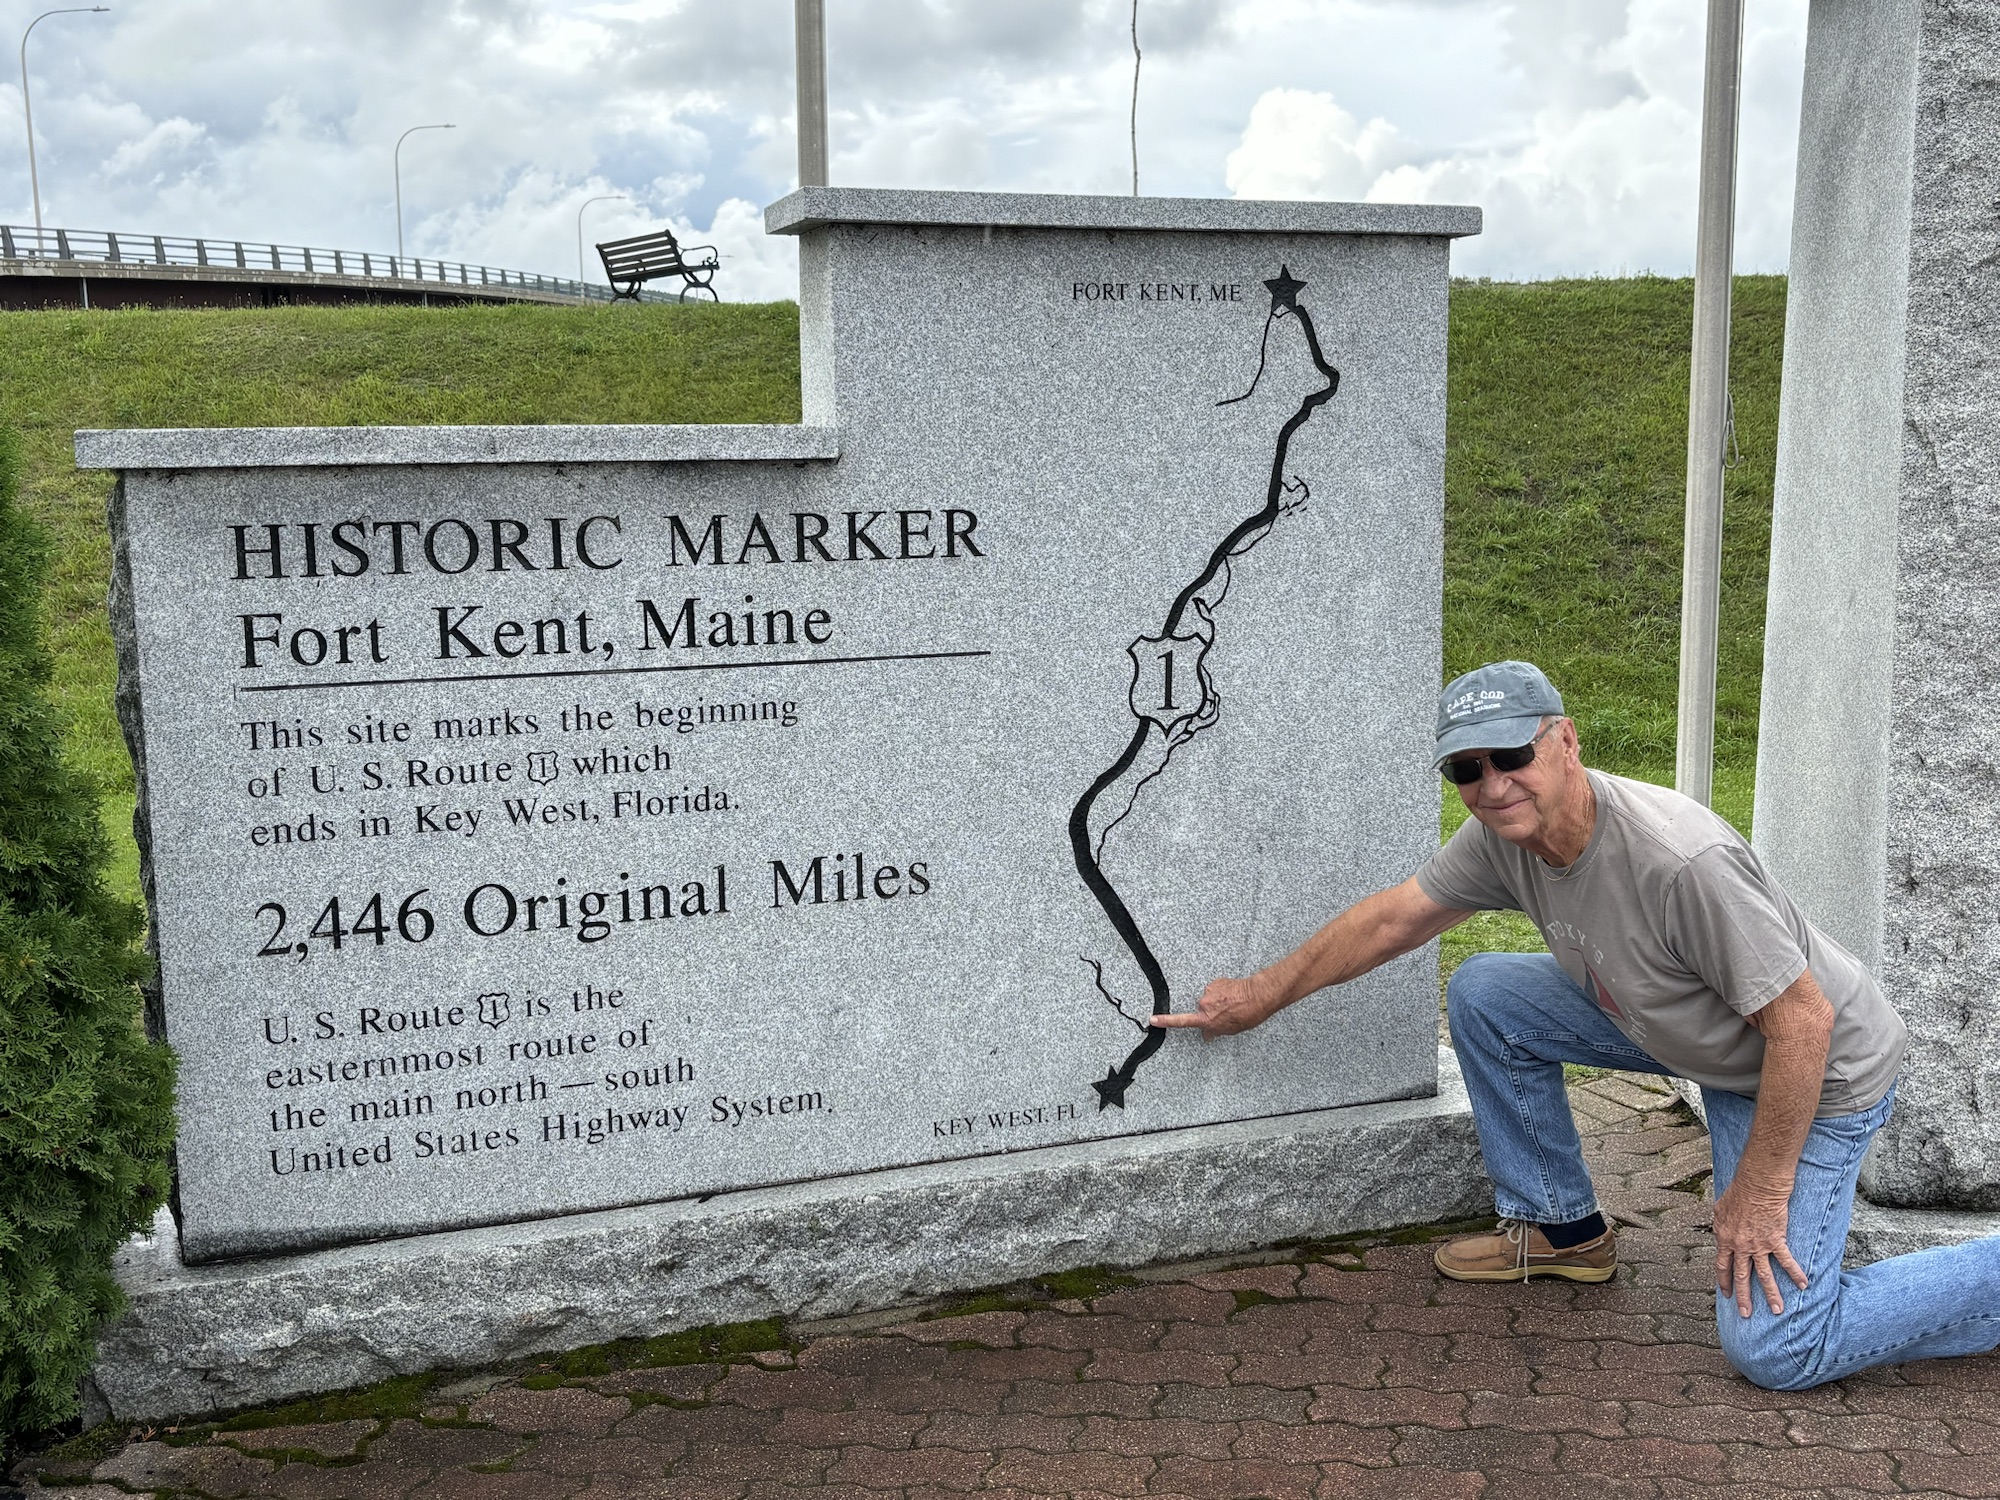 FORT KENT, ME
HISTORIC MARKER
Fort Kent, Maine
This site marks the beginning
of U. S. Route 1 which
ends in Key West, Florida.
2,446 Original Miles
U. S. Route 1 is the
easternmost route of
the main north — south
United States Highway System.
1
KEY WEST, FL
CAPE COD
NATIONAL SEASHORE